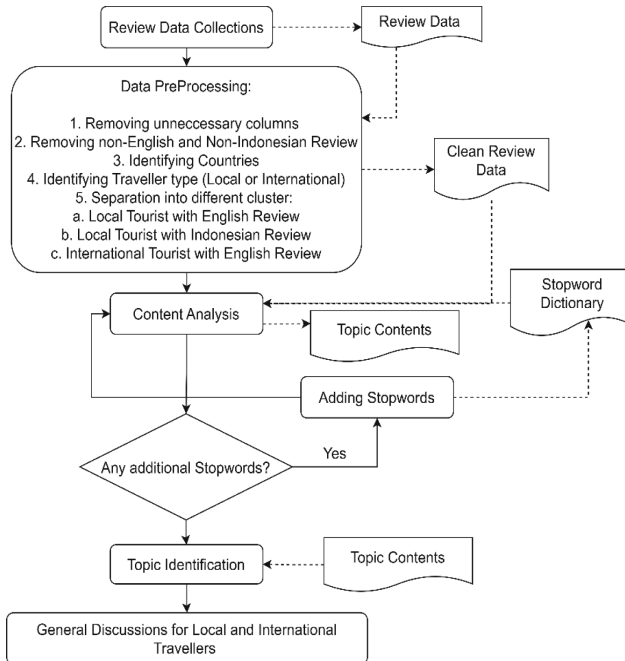 Review Data Collections
Review Data
Data PreProcessing:
1. Removing unneccessary columns
2. Removing non-English and Non-Indonesian Review
3. Identifying Countries
4. Identifying Traveller type (Local or International)
5. Separation into different cluster:
a. Local Tourist with English Review
b. Local Tourist with Indonesian Review
c. International Tourist with English Review
Clean Review
Data
Content Analysis
Stopword
Dictionary
Topic Contents
Adding Stopwords
Any additional Stopwords?
Yes
Topic Identification
Topic Contents
General Discussions for Local and International
Travellers